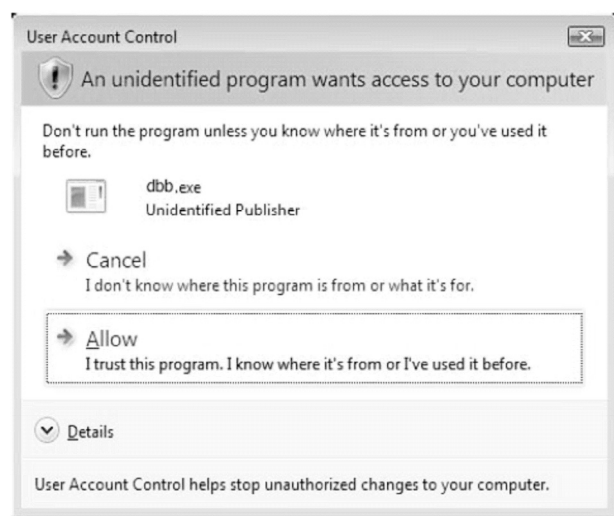 User Account Control
An unidentified program wants access to your computer
Don't run the program unless you know where it's from or you've used it
before.
dbb.exe
Unidentified Publisher
Cancel
I don't know where this program is from or what it's for.
Allow
I trust this program. I know where it's from or I've used it before.
Details
User Account Control helps stop unauthorized changes to your computer.